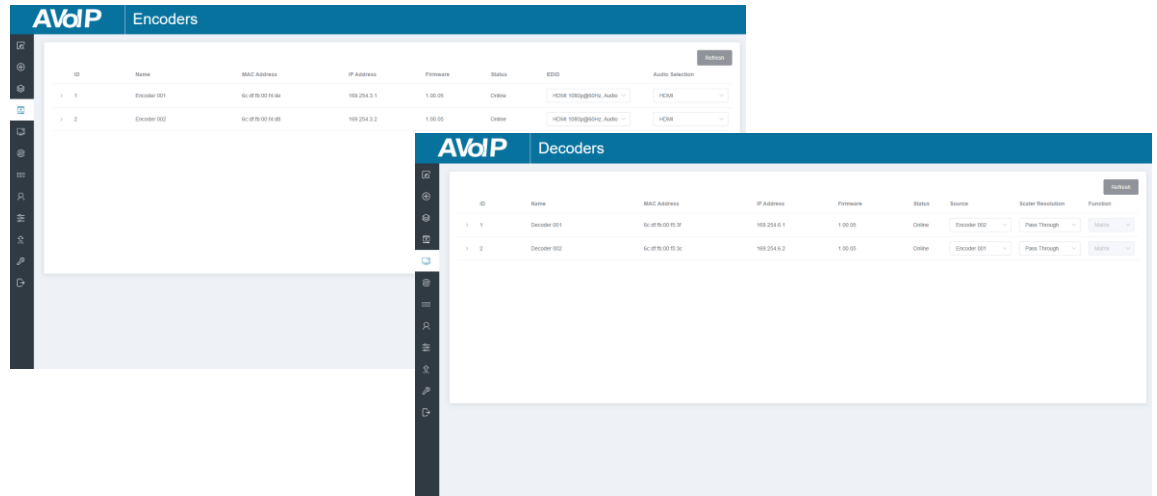 AVoIP Encoders
Refresh
ID Name MAC Address IP Address Firmware Status EDID Audio Selection
1 Encoder 001 169.254.3.1 1.00.05 Online HDMI 1080p@60Hz, Audio HDMI
2 Encoder 002 169.254.3.2 1.00.05 Online HDMI 1080p@60Hz, Audio HDMI
AVoIP Decoders
Refresh
ID Name MAC Address IP Address Firmware Status Source Scaler Resolution Function
1 Decoder 001 6c:df:fb:00:f5:3f 169.254.6.1 1.00.05 Online Encoder 002 Pass Through Matrix
2 Decoder 002 6c:df:fb:00:f5:3c 169.254.6.2 1.00.05 Online Encoder 001 Pass Through Matrix